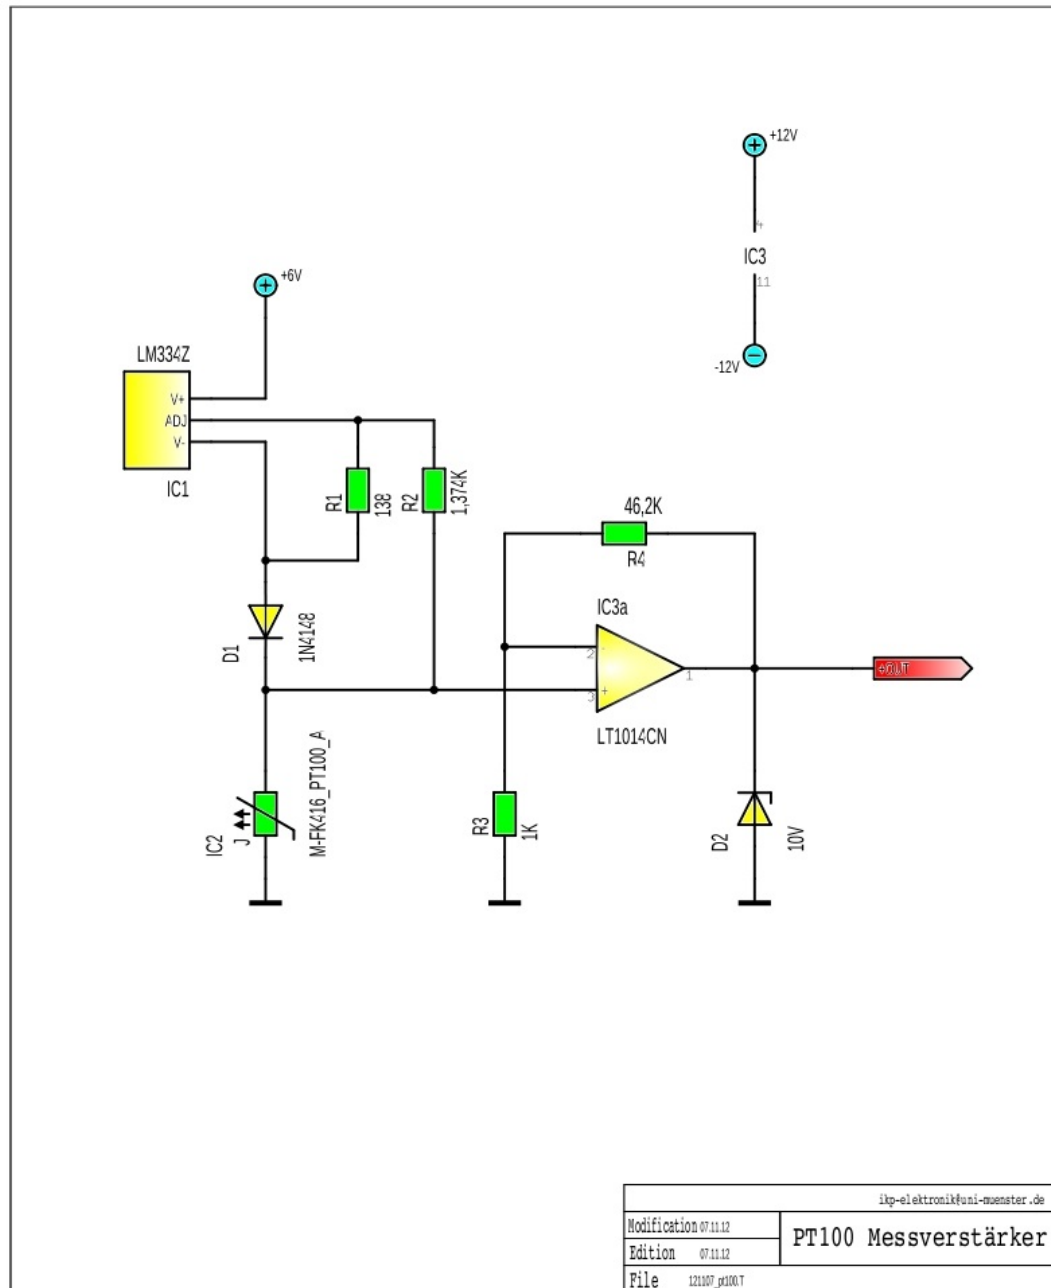 +12V
4
IC3
11
-12V
+6V
LM334Z
V+
ADJ
V-
IC1
R1
138
R2
1,374K
46,2K
R4
D1
1N4148
IC3a
2
-
3
+
1
LT1014CN
+OUT
IC2
J
M-FK416_PT100_A
R3
1K
D2
10V
ikp-elektronik@uni-muenster.de
Modification 07.11.12
Edition 07.11.12
PT100 Messverstärker
File 121107_pt100.T